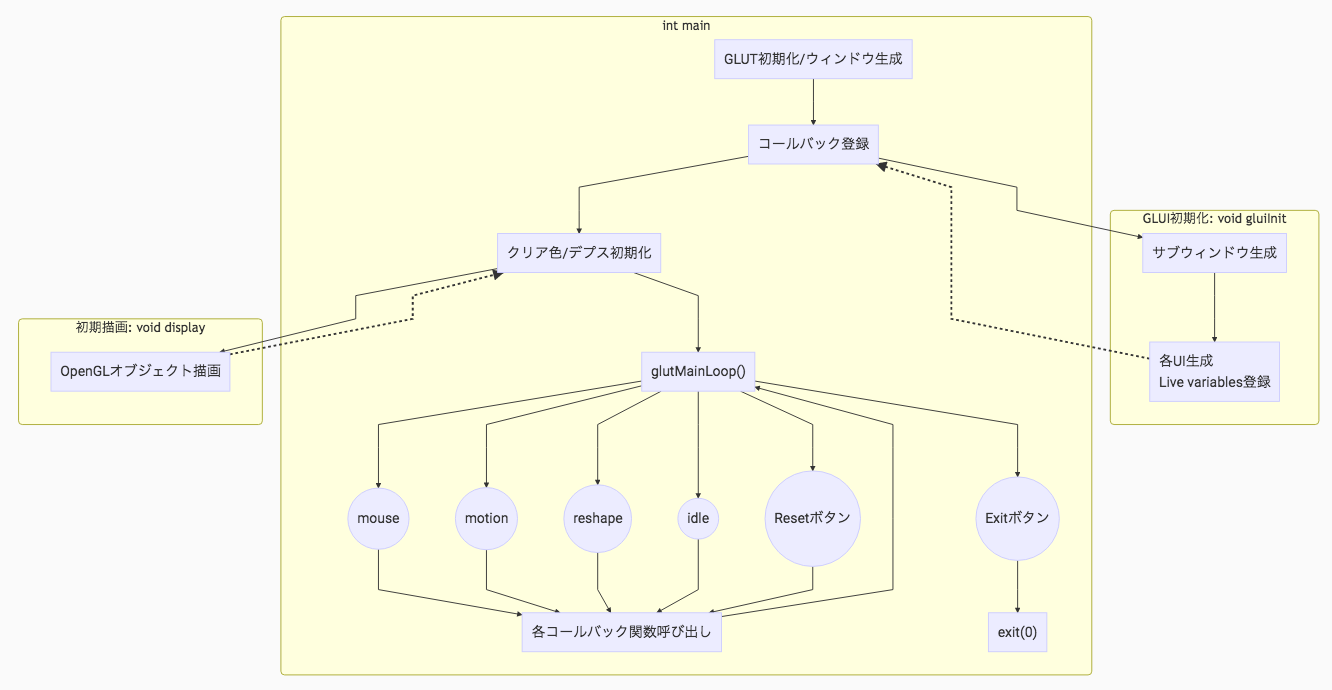 int main
GLUT初期化/ウィンドウ生成
コールバック登録
GLUI初期化: void gluiInit
クリア色/デプス初期化
サブウィンドウ生成
初期描画: void display
OpenGLオブジェクト描画
glutMainLoop()
各UI生成
Live variables登録
mouse
motion
reshape
idle
Resetボタン
Exitボタン
各コールバック関数呼び出し
exit(0)